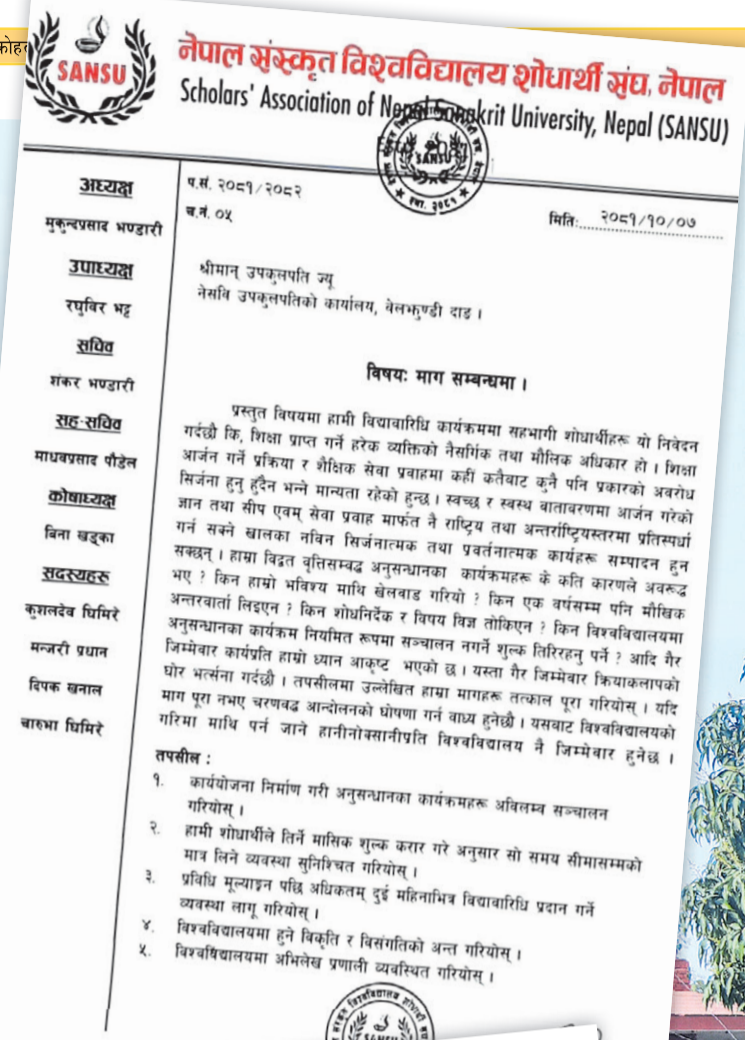 SANSU
नेपाल संस्कृत विश्वविद्यालय शोधार्थी संघ, नेपाल
Scholars' Association of Nepal Sanskrit University, Nepal (SANSU)
SANSU
स्था. २०८१
प.सं. २०८१/२०८२
च.नं. ०५
मितिः २०८१/१०/०७
अध्यक्ष
मुकुन्दप्रसाद भण्डारी
उपाध्यक्ष
रघुविर भट्ट
सचिव
शंकर भण्डारी
सह-सचिव
माधवप्रसाद पौडेल
कोषाध्यक्ष
बिना खड्का
सदस्यहरू
कुशलदेव घिमिरे
मन्जरी प्रधान
दिपक खनाल
चारुभा घिमिरे
श्रीमान् उपकुलपति ज्यू
नेसवि उपकुलपतिको कार्यालय, वेलझुण्डी दाङ ।
विषयः माग सम्बन्धमा ।
प्रस्तुत विषयमा हामी विद्यावारिधि कार्यक्रममा सहभागी शोधार्थीहरू यो निवेदन
गर्दछौ कि, शिक्षा प्राप्त गर्ने हरेक व्यक्तिको नैसर्गिक तथा मौलिक अधिकार हो । शिक्षा
आर्जन गर्ने प्रक्रिया र शैक्षिक सेवा प्रवाहमा कहीं कतैबाट कुनै पनि प्रकारको अवरोध
सिर्जना हुनु हुँदैन भन्ने मान्यता रहेको हुन्छ । स्वच्छ र स्वस्थ वातावरणमा आर्जन गरेको
ज्ञान तथा सीप एवम् सेवा प्रवाह मार्फत नै राष्ट्रिय तथा अन्तर्राष्ट्रियस्तरमा प्रतिस्पर्धा
गर्न सक्ने खालका नविन सिर्जनात्मक तथा प्रवर्तनात्मक कार्यहरू सम्पादन हुन
सक्छन् । हाम्रा विद्वत वृत्तिसम्बद्ध अनुसन्धानका कार्यक्रमहरू के कति कारणले अवरूद्ध
भए ? किन हाम्रो भविश्य माथि खेलवाड गरियो ? किन एक वर्षसम्म पनि मौखिक
अन्तरवार्ता लिइएन ? किन शोधनिर्देक र विषय विज्ञ तोकिएन ? किन विश्वविद्यालयमा
अनुसन्धानका कार्यक्रम नियमित रूपमा सञ्चालन नगर्ने शुल्क तिरिरहनु पर्ने ? आदि गैर
जिम्मेवार कार्यप्रति हाम्रो ध्यान आकृष्ट भएको छ । यस्ता गैर जिम्मेवार क्रियाकलापको
घोर भर्त्सना गर्दछौ । तपसीलमा उल्लेखित हाम्रा मागहरू तत्काल पूरा गरियोस् । यदि
माग पूरा नभए चरणबद्ध आन्दोलनको घोषणा गर्न वाध्य हुनेछौ । यसवाट विश्वविद्यालयको
गरिमा माथि पर्न जाने हानीनोक्सानीप्रति विश्वविद्यालय नै जिम्मेवार हुनेछ ।
तपसील :
१. कार्ययोजना निर्माण गरी अनुसन्धानका कार्यक्रमहरू अविलम्व सञ्चालन
गरियोस् ।
२. हामी शोधार्थीले तिर्ने मासिक शुल्क करार गरे अनुसार सो समय सीमासम्मको
मात्र लिने व्यवस्था सुनिश्चित गरियोस् ।
३. प्रविधि मूल्याङ्कन पछि अधिकतम् दुई महिनाभित्र विद्यावारिधि प्रदान गर्ने
व्यवस्था लागू गरियोस् ।
४. विश्वविद्यालयमा हुने विकृति र विसंगतिको अन्त गरियोस् ।
५. विश्वविद्यालयमा अभिलेख प्रणाली व्यवस्थित गरियोस् ।
SANSU